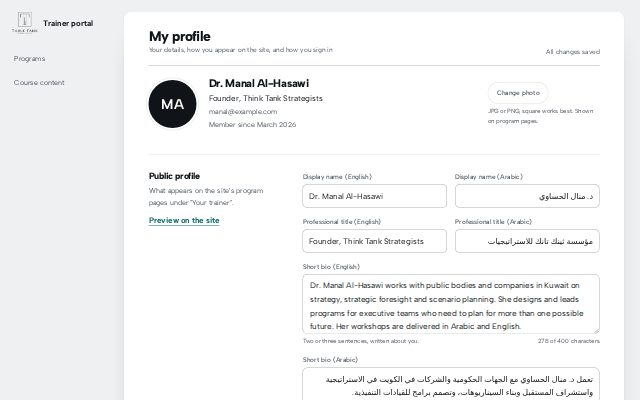 THINK TANK
Trainer portal
Programs
Course content
My profile
Your details, how you appear on the site, and how you sign in
All changes saved
MA
Dr. Manal Al-Hasawi
Founder, Think Tank Strategists
manal@example.com
Member since March 2026
Change photo
JPG or PNG, square works best. Shown
on program pages.
Public profile
What appears on the site's program
pages under "Your trainer".
Preview on the site
Display name (English)
Display name (Arabic)
Dr. Manal Al-Hasawi
د. منال الحساوي
Professional title (English)
Professional title (Arabic)
Founder, Think Tank Strategists
مؤسسة ثينك تانك للاستراتيجيات
Short bio (English)
Dr. Manal Al-Hasawi works with public bodies and companies in Kuwait on
strategy, strategic foresight and scenario planning. She designs and leads
programs for executive teams who need to plan for more than one possible
future. Her workshops are delivered in Arabic and English.
Two or three sentences, written about you.
278 of 400 characters
Short bio (Arabic)
تعمل د. منال الحساوي مع الجهات الحكومية والشركات في الكويت في الاستراتيجية
واستشراف المستقبل وبناء السيناريوهات، وتصمم برامج للقيادات التنفيذية.